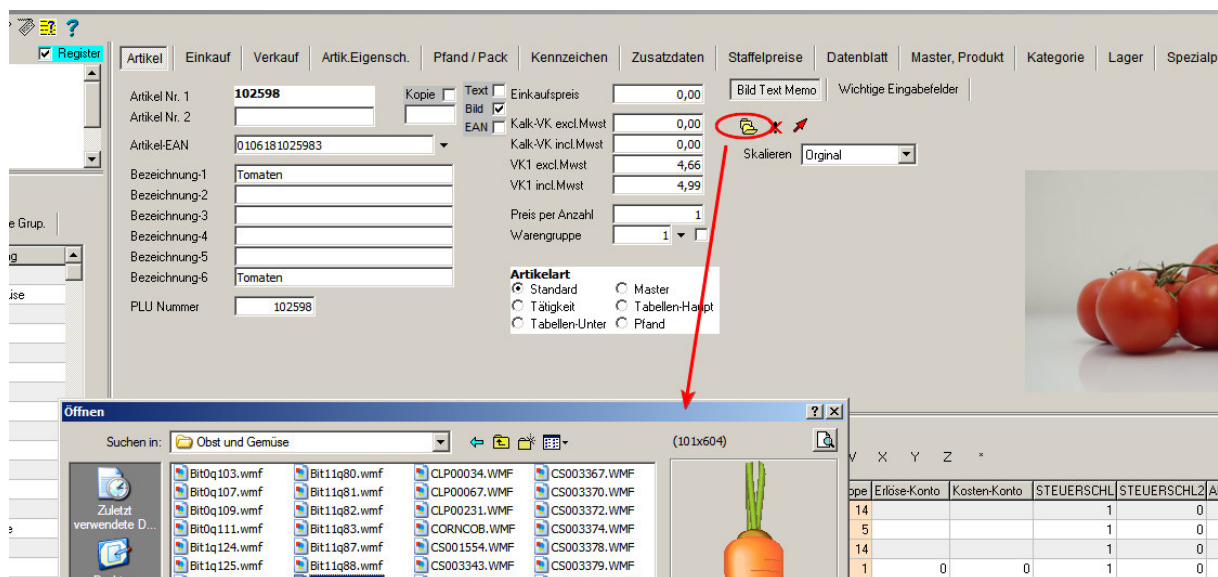 Register
Artikel Einkauf Verkauf Artik.Eigensch. Pfand / Pack Kennzeichen Zusatzdaten Staffelpreise Datenblatt Master, Produkt Kategorie Lager Spezialp
Artikel Nr. 1 102598 Kopie Text Einkaufspreis 0,00 Bild Text Memo Wichtige Eingabefelder
Artikel Nr. 2 Bild
EAN Kalk-VK excl.Mwst 0,00
Artikel-EAN 0106181025983 Kalk-VK incl.Mwst 0,00 Skalieren Orginal
VK1 excl.Mwst 4,66
Bezeichnung-1 Tomaten
VK1 incl.Mwst 4,99
Bezeichnung-2
Bezeichnung-3 Preis per Anzahl 1
e Grup.
Bezeichnung-4 Warengruppe 1
Bezeichnung-5
Bezeichnung-6 Tomaten Artikelart
Standard Master
PLU Nummer 102598 Tätigkeit Tabellen-Haupt
Tabellen-Unter Pfand
Öffnen
Suchen in: Obst und Gemüse (101x604)
V X Y Z *
Bit0q103.wmf Bit11q80.wmf CLP00034.WMF CS003367.WMF
Bit0q107.wmf Bit11q81.wmf CLP00067.WMF CS003370.WMF
ppe Erlöse-Konto Kosten-Konto STEUERSCHL STEUERSCHL2 A
Bit0q109.wmf Bit11q82.wmf CLP00231.WMF CS003372.WMF
14 1 0
Zuletzt
verwendete D...
Bit0q111.wmf Bit11q83.wmf CORNCOB.WMF CS003374.WMF
5 1 0
Bit1q124.wmf Bit11q87.wmf CS001554.WMF CS003378.WMF
14 1 0
Bit1q125.wmf Bit11q88.wmf CS003343.WMF CS003379.WMF
1 0 0 1 0